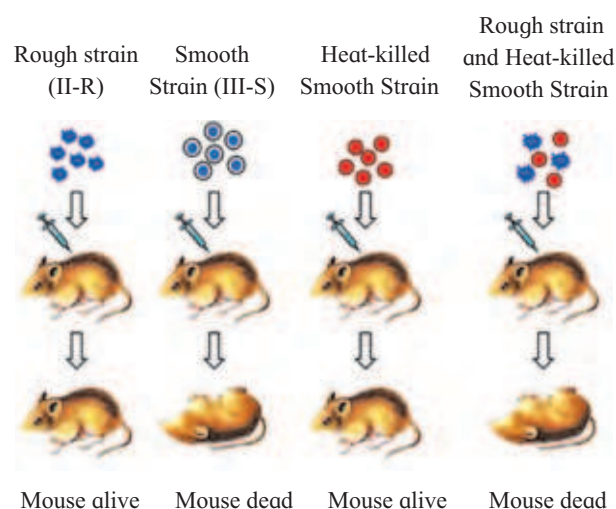 Rough strain
(II-R)
Smooth
Strain (III-S)
Heat-killed
Smooth Strain
Rough strain
and Heat-killed
Smooth Strain
Mouse alive
Mouse dead
Mouse alive
Mouse dead